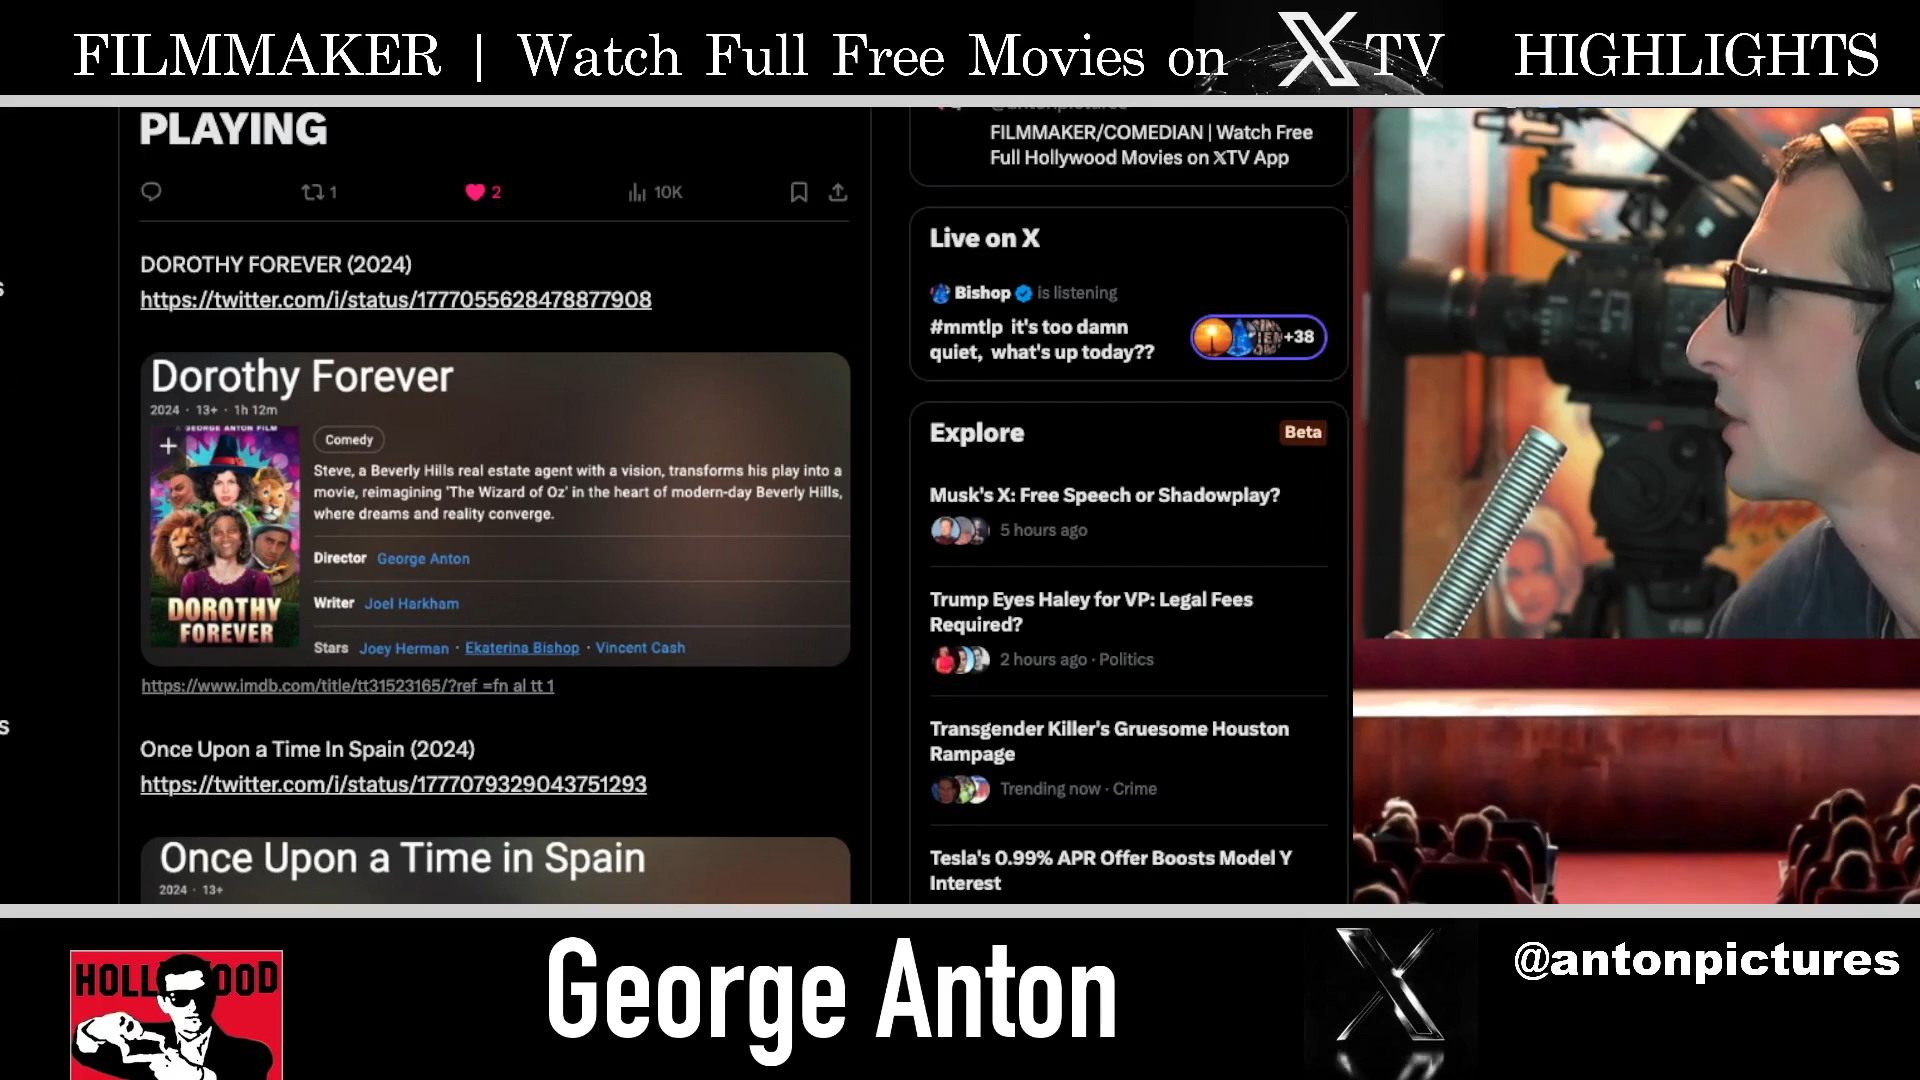 FILMMAKER | Watch Full Free Movies on X TV HIGHLIGHTS
PLAYING
1
2
10K
DOROTHY FOREVER (2024)
https://twitter.com/i/status/1777055628478877908
Dorothy Forever
2024 · 13+ · 1h 12m
A GEORGE ANTON FILM
DOROTHY
FOREVER
Comedy
Steve, a Beverly Hills real estate agent with a vision, transforms his play into a
movie, reimagining 'The Wizard of Oz' in the heart of modern-day Beverly Hills,
where dreams and reality converge.
Director George Anton
Writer Joel Harkham
Stars Joey Herman · Ekaterina Bishop · Vincent Cash
https://www.imdb.com/title/tt31523165/?ref =fn al tt 1
Once Upon a Time In Spain (2024)
https://twitter.com/i/status/1777079329043751293
Once Upon a Time in Spain
2024 · 13+
@antonpictures
FILMMAKER/COMEDIAN | Watch Free
Full Hollywood Movies on XTV App
Live on X
Bishop is listening
#mmtlp it's too damn
quiet, what's up today??
+38
Explore
Beta
Musk's X: Free Speech or Shadowplay?
5 hours ago
Trump Eyes Haley for VP: Legal Fees
Required?
2 hours ago · Politics
Transgender Killer's Gruesome Houston
Rampage
Trending now · Crime
Tesla's 0.99% APR Offer Boosts Model Y
Interest
HOLLYWOOD
George Anton
X
@antonpictures